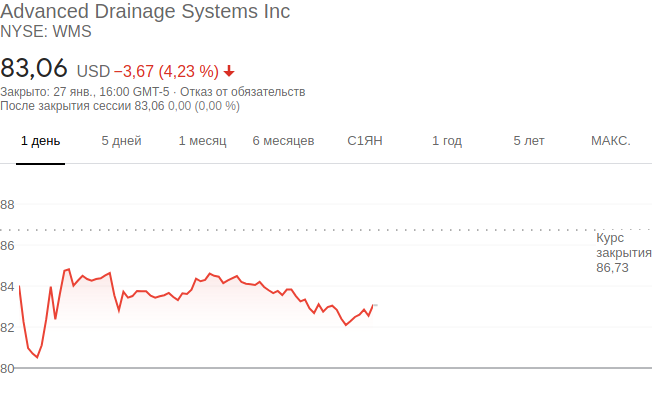 Advanced Drainage Systems Inc
NYSE: WMS
83,06 USD −3,67 (4,23 %)
Закрыто: 27 янв., 16:00 GMT-5 · Отказ от обязательств
После закрытия сессии 83,06 0,00 (0,00 %)
1 день 5 дней 1 месяц 6 месяцев С1ЯН 1 год 5 лет МАКС.
88
86
Курс
закрытия
86,73
84
82
80